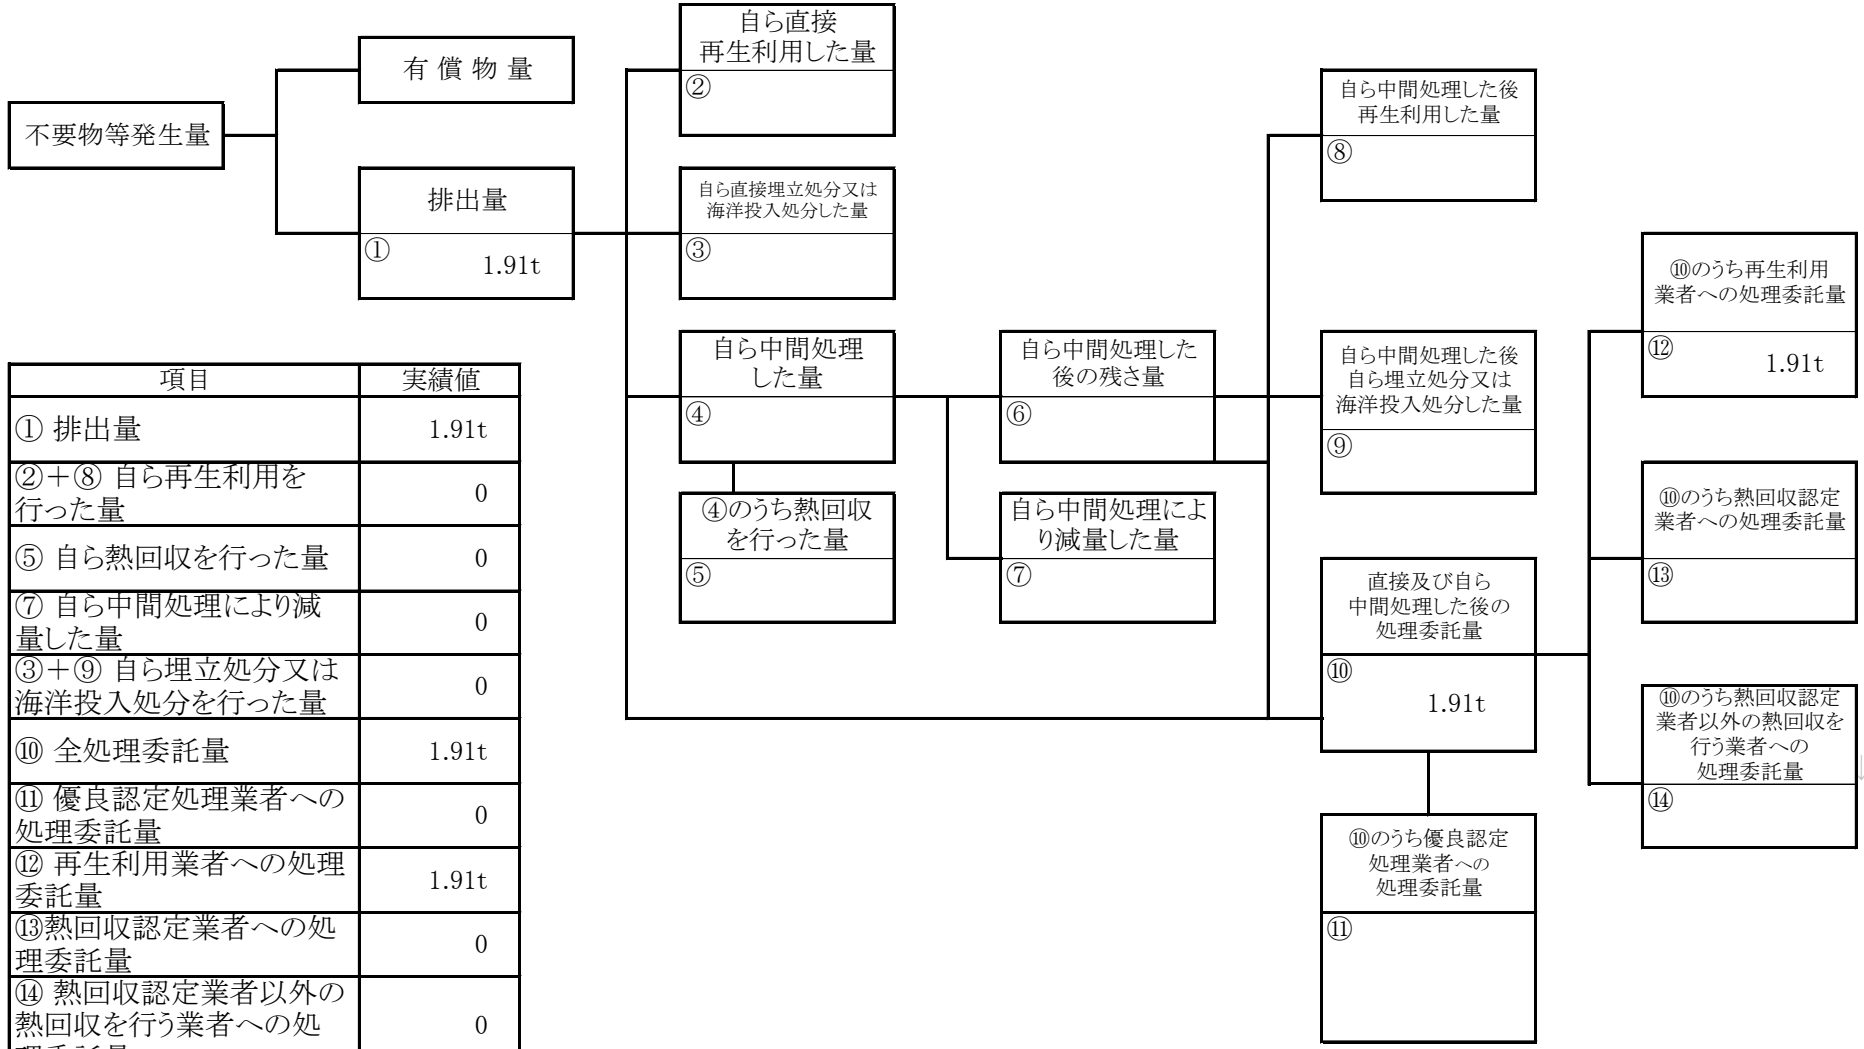 不要物等発生量
有 償 物 量
排出量
①
1.91t
自ら直接
再生利用した量
②
自ら直接埋立処分又は
海洋投入処分した量
③
自ら中間処理
した量
④
④のうち熱回収
を行った量
⑤
自ら中間処理した
後の残さ量
⑥
自ら中間処理によ
り減量した量
⑦
自ら中間処理した後
再生利用した量
⑧
自ら中間処理した後
自ら埋立処分又は
海洋投入処分した量
⑨
直接及び自ら
中間処理した後の
処理委託量
⑩
1.91t
⑩のうち優良認定
処理業者への
処理委託量
⑪
⑩のうち再生利用
業者への処理委託量
⑫
1.91t
⑩のうち熱回収認定
業者への処理委託量
⑬
⑩のうち熱回収認定
業者以外の熱回収を
行う業者への
処理委託量
⑭
項目 実績値
① 排出量 1.91t
②＋⑧ 自ら再生利用を
行った量
0
⑤ 自ら熱回収を行った量 0
⑦ 自ら中間処理により減
量した量
0
③＋⑨ 自ら埋立処分又は
海洋投入処分を行った量
0
⑩ 全処理委託量 1.91t
⑪ 優良認定処理業者への
処理委託量
0
⑫ 再生利用業者への処理
委託量
1.91t
⑬熱回収認定業者への処
理委託量
0
⑭ 熱回収認定業者以外の
熱回収を行う業者への処
0